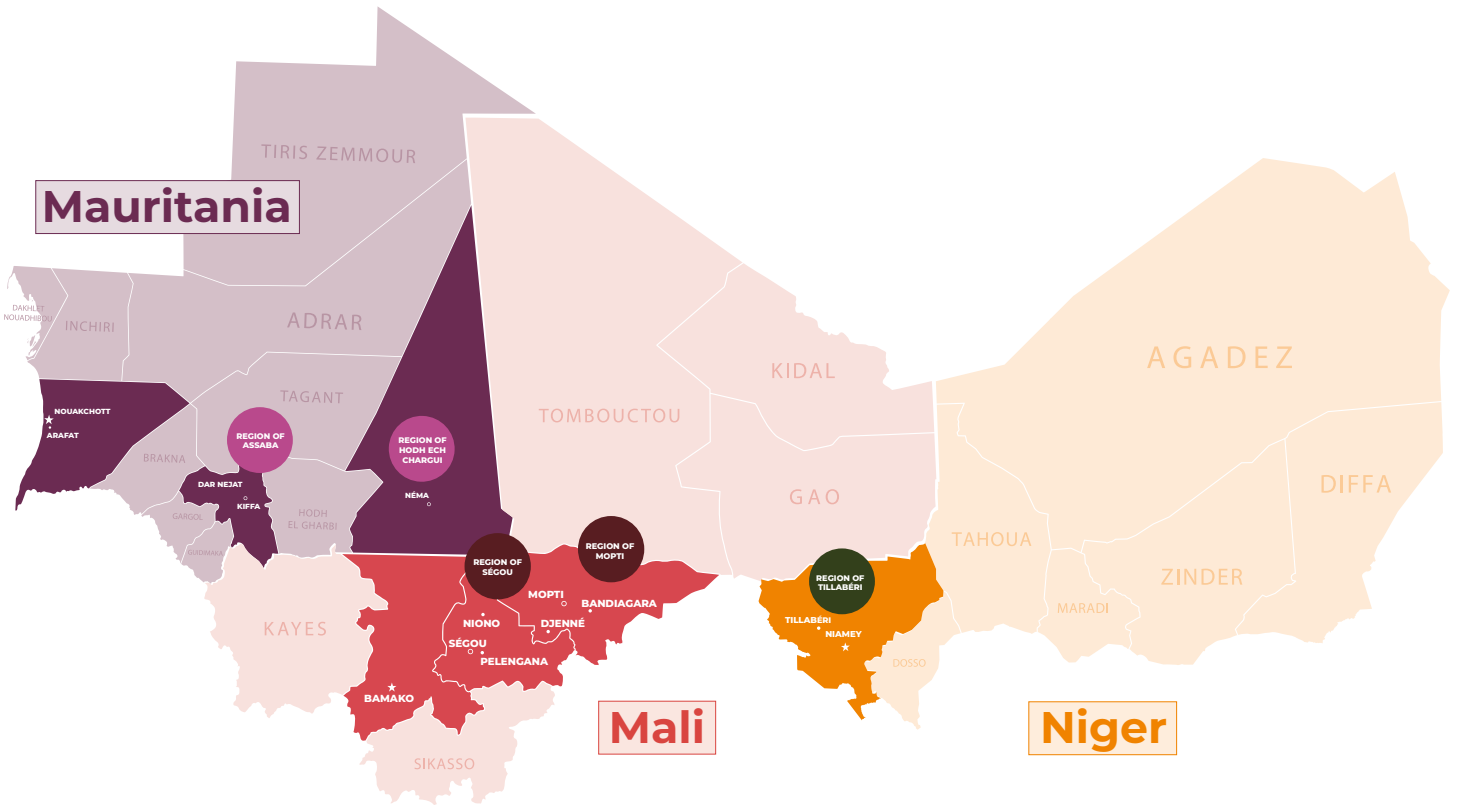 TIRIS ZEMMOUR
Mauritania
DAKHLET
NOUADHIBOU
INCHIRI
ADRAR
KIDAL
AGADEZ
TAGANT
TOMBOUCTOU
NOUAKCHOTT
ARAFAT
REGION OF
ASSABA
REGION OF
HODH ECH
CHARGUI
BRAKNA
DAR NEJAT
KIFFA
NÉMA
GAO
DIFFA
GARGOL
HODH
EL GHARBI
GUIDMAKA
TAHOUA
REGION OF
SÉGOU
REGION OF
MOPTI
REGION OF
TILLABÉRI
ZINDER
MOPTI
BANDIAGARA
MARADI
KAYES
NIONO
DJENNÉ
TILLABÉRI
NIAMEY
SÉGOU
PELENGANA
DOSSO
BAMAKO
Mali
Niger
SIKASSO